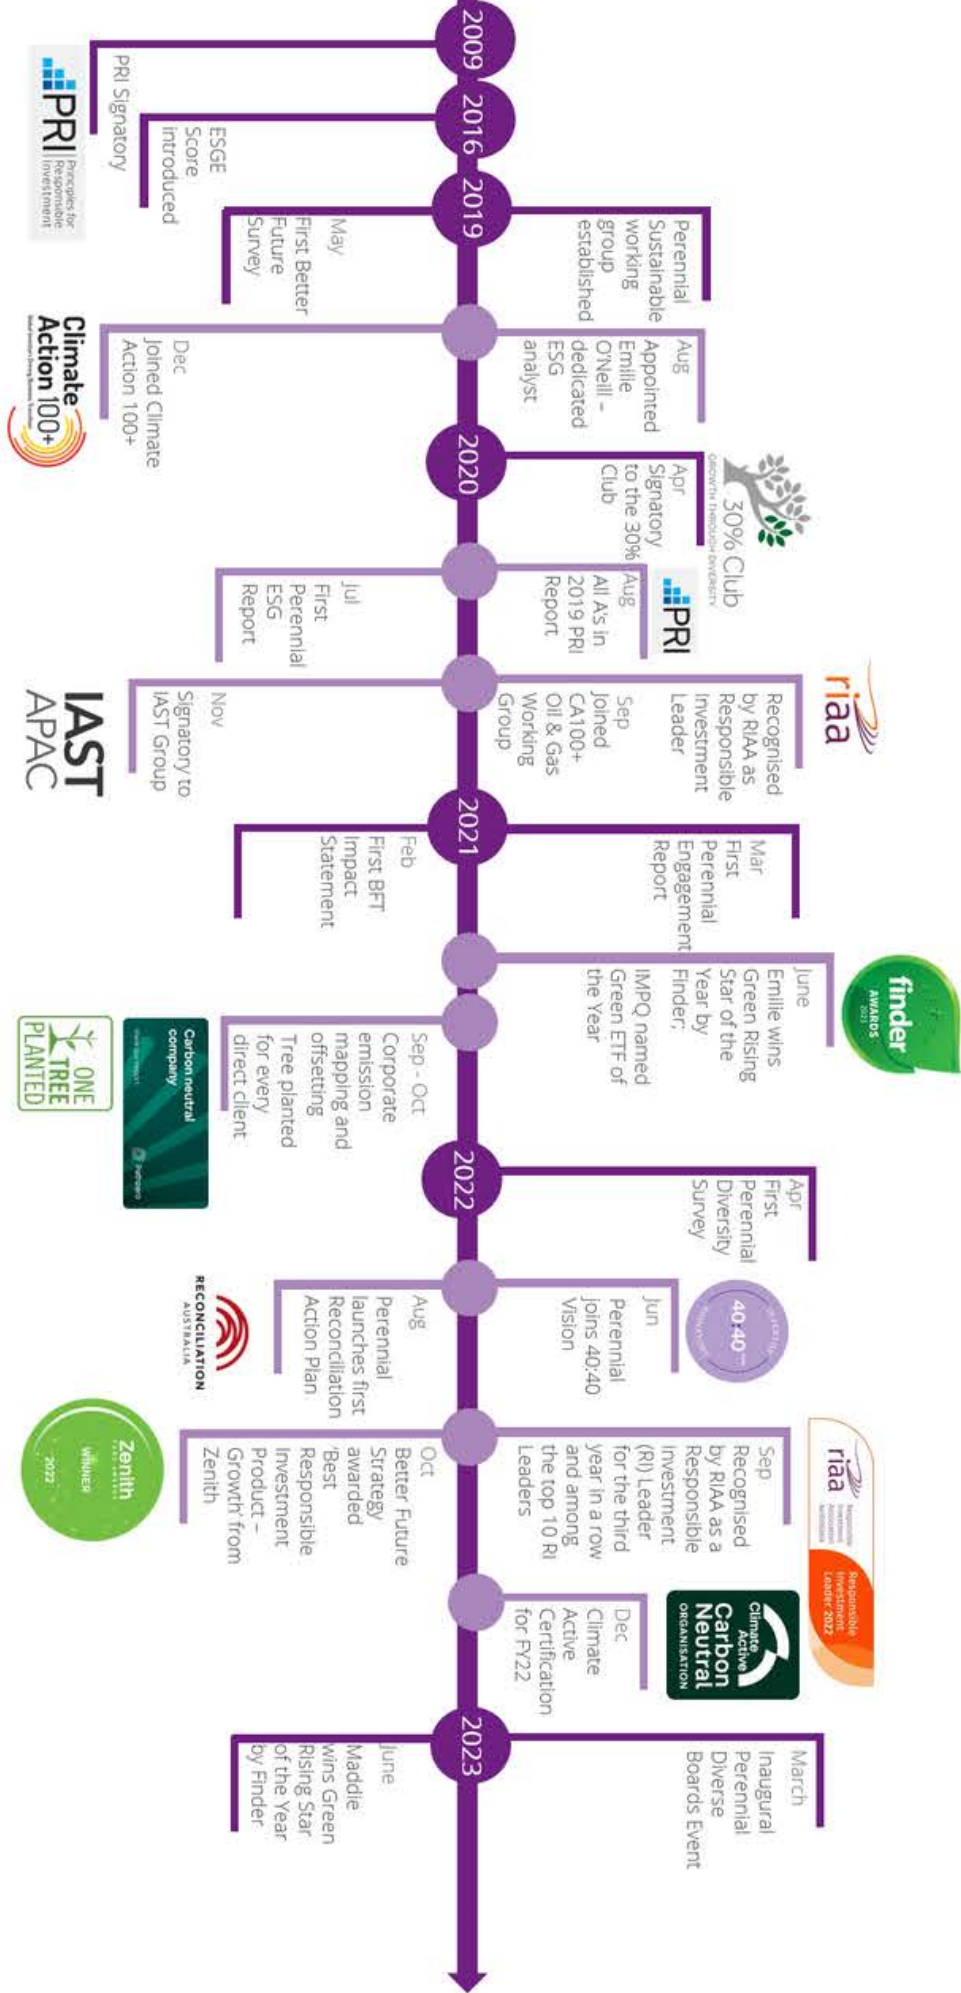 2009
PRI Signatory
PRI
Principles for
Responsible
Investment
2016
ESGE
Score
introduced
2019
Perennial
Sustainable
working
group
established
May
First Better
Future
Survey
Aug
Appointed
Emilie
O'Neill –
dedicated
ESG
analyst
Dec
Joined Climate
Action 100+
Climate
Action 100+
2020
30% Club
GROWTH THROUGH DIVERSITY
Apr
Signatory
to the 30%
Club
PRI
Aug
All A's in
2019 PRI
Report
Jul
First
Perennial
ESG
Report
riaa
Recognised
by RIAA as
Responsible
Investment
Leader
Sep
Joined
CA100+
Oil & Gas
Working
Group
Nov
Signatory to
IAST Group
IAST
APAC
2021
Mar
First
Perennial
Engagement
Report
Feb
First BFT
Impact
Statement
finder
AWARDS
2023
June
Emilie wins
Green Rising
Star of the
Year by
Finder;
IMPQ named
Green ETF of
the Year
Sep - Oct
Corporate
emission
mapping and
offsetting
Tree planted
for every
direct client
Carbon neutral
company
Pathzero
ONE
TREE
PLANTED
2022
Apr
First
Perennial
Diversity
Survey
40:40
Jun
Perennial
joins 40:40
Vision
Aug
Perennial
launches first
Reconciliation
Action Plan
RECONCILIATION
AUSTRALIA
riaa
Responsible
Investment
Association
Australasia
Responsible
Investment
Leader 2022
Sep
Recognised
by RIAA as a
Responsible
Investment
(RI) Leader
for the third
year in a row
and among
the top 10 RI
Leaders
Oct
Better Future
Strategy
awarded
'Best
Responsible
Investment
Product –
Growth' from
Zenith
Zenith
WINNER
2022
Climate
Active
Carbon
Neutral
ORGANISATION
Dec
Climate
Active
Certification
for FY22
2023
March
Inaugural
Perennial
Diverse
Boards Event
June
Maddie
wins Green
Rising Star
of the Year
by Finder